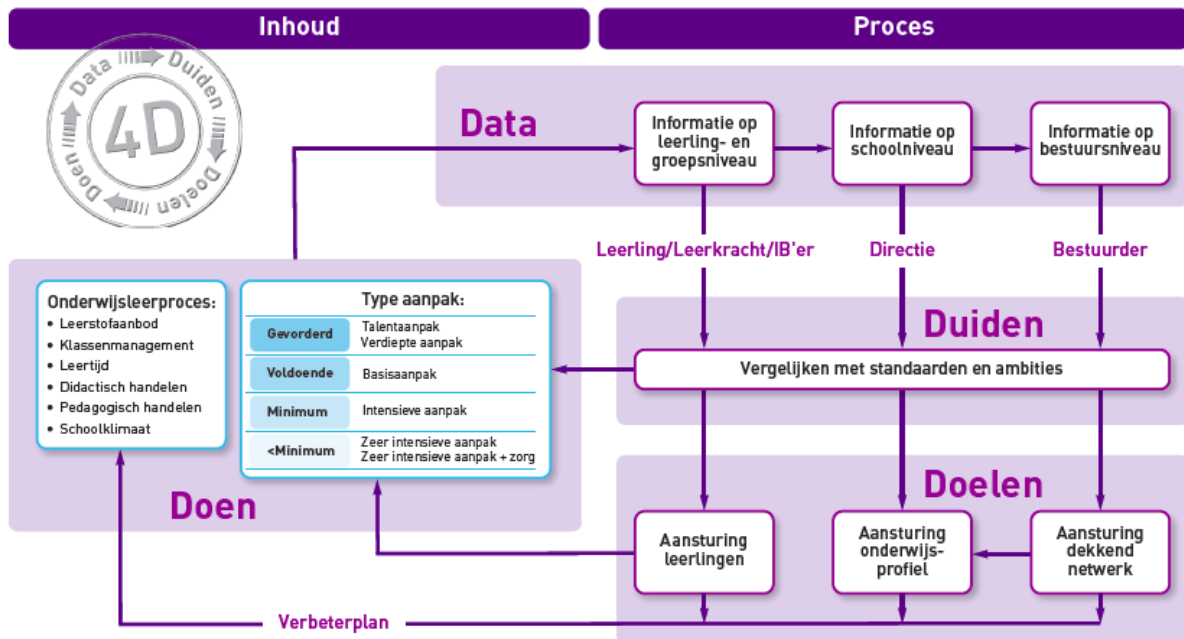 Inhoud
Proces
Data
Duiden
Doelen
Doen
4D
Data
Informatie op
leerling- en
groepsniveau
Informatie op
schoolniveau
Informatie op
bestuursniveau
Leerling/Leerkracht/IB'er
Directie
Bestuurder
Onderwijsleerproces:
• Leerstofaanbod
• Klassenmanagement
• Leertijd
• Didactisch handelen
• Pedagogisch handelen
• Schoolklimaat
Type aanpak:
Gevorderd
Talentaanpak
Verdiepte aanpak
Voldoende
Basisaanpak
Minimum
Intensieve aanpak
<Minimum
Zeer intensieve aanpak
Zeer intensieve aanpak + zorg
Doen
Duiden
Vergelijken met standaarden en ambities
Doelen
Aansturing
leerlingen
Aansturing
onderwijs-
profiel
Aansturing
dekkend
netwerk
Verbeterplan